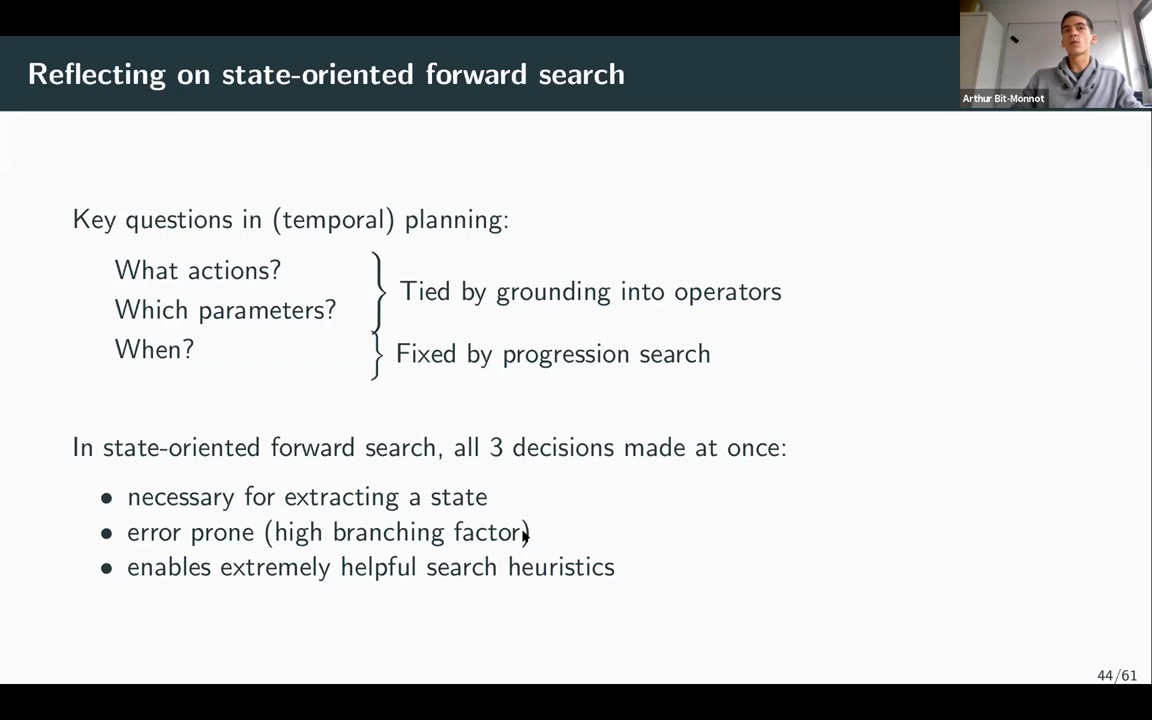 Reflecting on state-oriented forward search
Arthur Bit-Monnot
Key questions in (temporal) planning:
What actions?
Which parameters?
Tied by grounding into operators
When?
Fixed by progression search
In state-oriented forward search, all 3 decisions made at once:
• necessary for extracting a state
• error prone (high branching factor)
• enables extremely helpful search heuristics
44/61